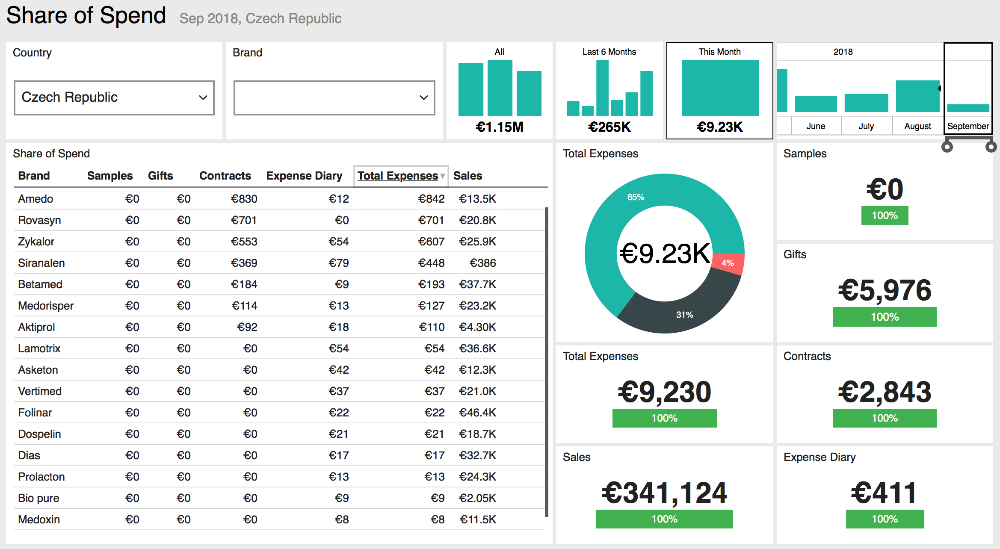 Share of Spend Sep 2018, Czech Republic
Country
Czech Republic
Brand
All
€1.15M
Last 6 Months
€265K
This Month
€9.23K
2018
June July August September
Share of Spend
Brand Samples Gifts Contracts Expense Diary Total Expenses Sales
Amedo €0 €0 €830 €12 €842 €13.5K
Rovasyn €0 €0 €701 €0 €701 €20.8K
Zykalor €0 €0 €553 €54 €607 €25.9K
Siranalen €0 €0 €369 €79 €448 €386
Betamed €0 €0 €184 €9 €193 €37.7K
Medorisper €0 €0 €114 €13 €127 €23.2K
Aktiprol €0 €0 €92 €18 €110 €4.30K
Lamotrix €0 €0 €0 €54 €54 €36.6K
Asketon €0 €0 €0 €42 €42 €12.3K
Vertimed €0 €0 €0 €37 €37 €21.0K
Folinar €0 €0 €0 €22 €22 €46.4K
Dospelin €0 €0 €0 €21 €21 €18.7K
Dias €0 €0 €0 €17 €17 €32.7K
Prolacton €0 €0 €0 €13 €13 €24.3K
Bio pure €0 €0 €0 €9 €9 €2.05K
Medoxin €0 €0 €0 €8 €8 €11.5K
Total Expenses
65%
€9.23K
4%
31%
Samples
€0
100%
Gifts
€5,976
100%
Total Expenses
€9,230
100%
Contracts
€2,843
100%
Sales
€341,124
100%
Expense Diary
€411
100%